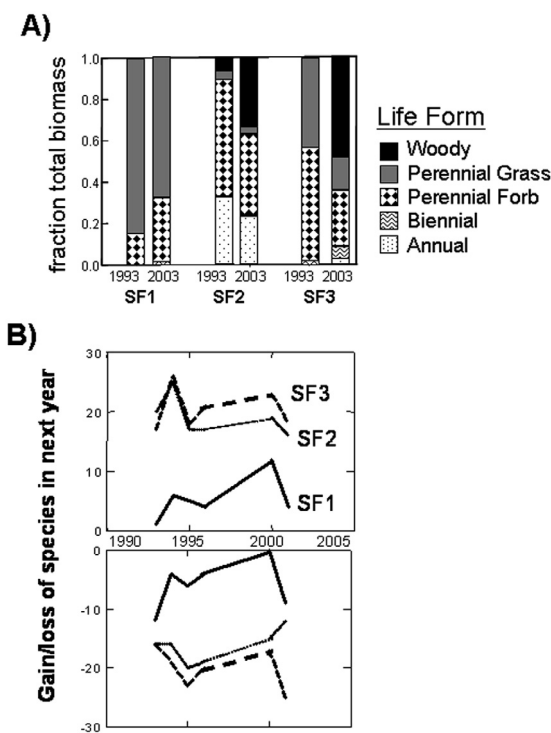 A)
fraction total biomass
1.0
0.8
0.6
0.4
0.2
0.0
1993 2003 1993 2003 1993 2003
SF1 SF2 SF3
Life Form
Woody
Perennial Grass
Perennial Forb
Biennial
Annual
B)
Gain/loss of species in next year
30
20
10
0
SF3
SF2
SF1
1990 1995 2000 2005
0
-10
-20
-30